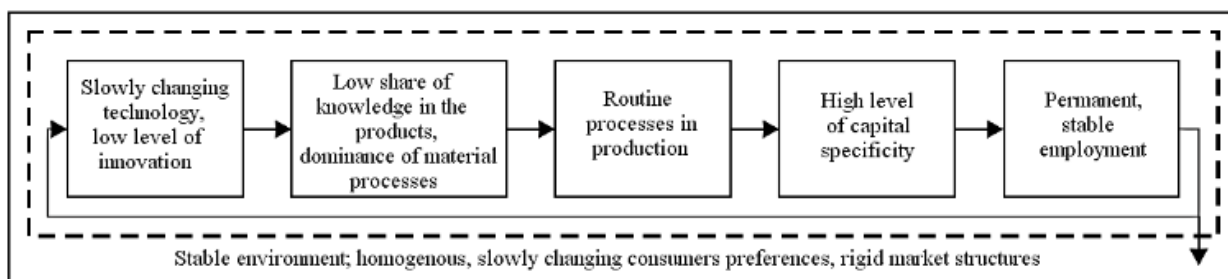 Slowly changing
technology,
low level of
innovation
Low share of
knowledge in the
products,
dominance of material
processes
Routine
processes in
production
High level
of capital
specificity
Permanent,
stable
employment
Stable environment; homogenous, slowly changing consumers preferences, rigid market structures